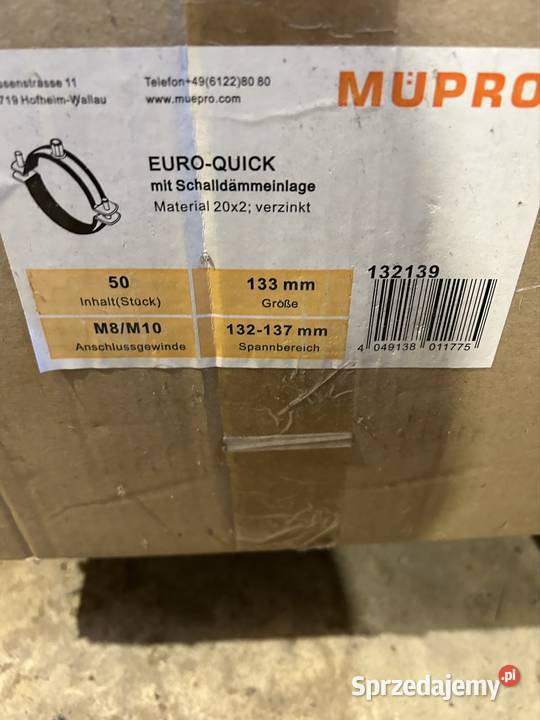 ssensträsse 11
719 Hofheim-Wallau
Telefon+49(6122)80 80
www.muepro.com
MÜPRO
EURO-QUICK
mit Schalldämmeinlage
Material 20x2; verzinkt
50
Inhalt(Stück)
133 mm
Größe
M8/M10
Anschlussgewinde
132-137 mm
Spannbereich
132139
4 049138 011775
Sprzedajemy.pl